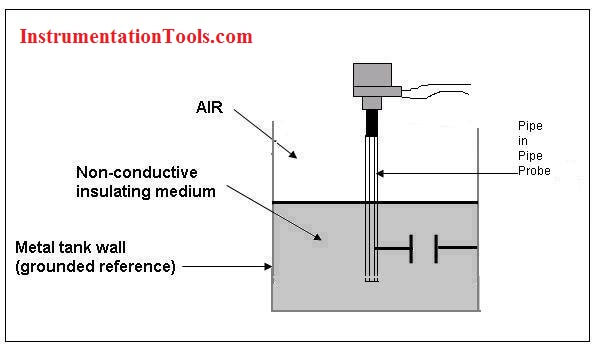 InstrumentationTools.com
AIR
Pipe
in
Pipe
Probe
Non-conductive
insulating medium
Metal tank wall
(grounded reference)